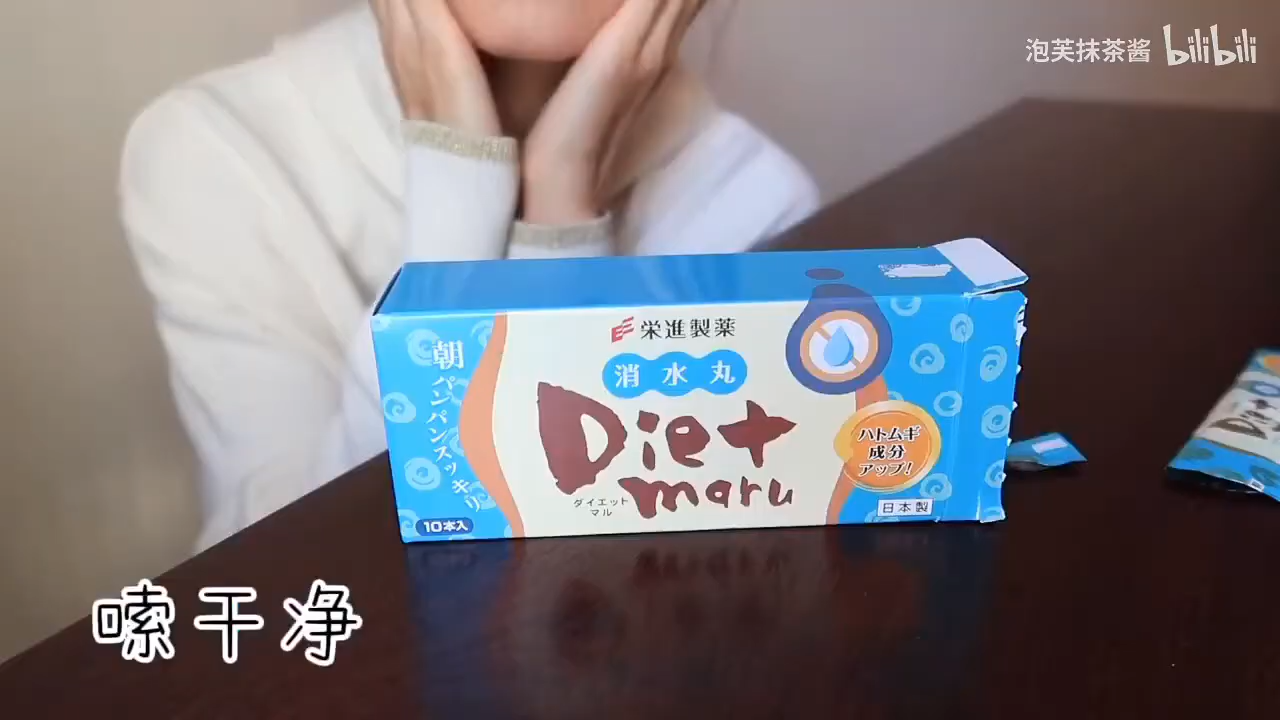 泡芙抹茶酱 bilibili
栄進製薬
消水丸
Diet
maru
ダイエット
マル
朝パンパンスッキリ
10本入
ハトムギ
成分
アップ!
日本製
Diet
嗦干净